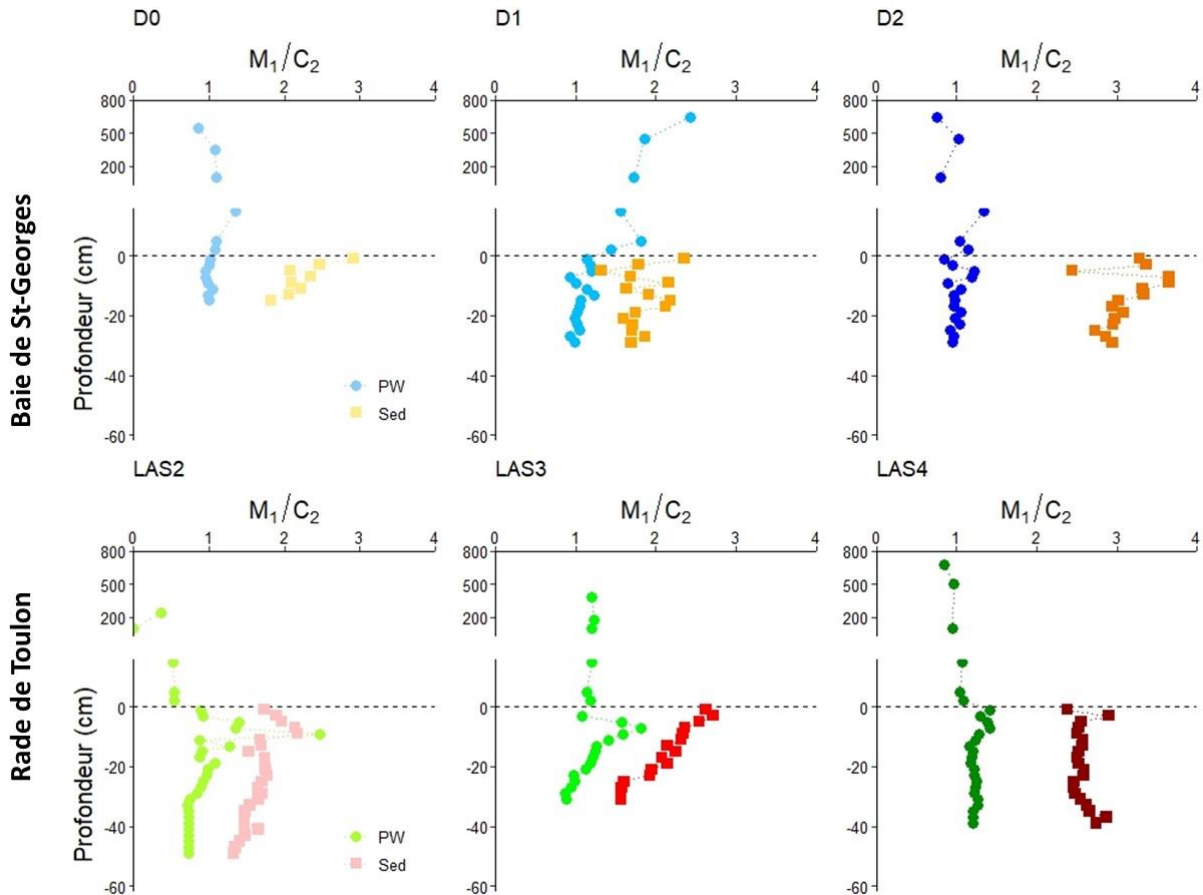 D0 D1 D2
M₁/C₂ M₁/C₂ M₁/C₂
0 1 2 3 4 0 1 2 3 4 0 1 2 3 4
800 800 800
500 500 500
200 200 200
Baie de St-Georges
Profondeur (cm)
0 0 0
-20 -20 -20
-40 -40 -40
-60 -60 -60
PW
Sed
LAS2 LAS3 LAS4
M₁/C₂ M₁/C₂ M₁/C₂
0 1 2 3 4 0 1 2 3 4 0 1 2 3 4
800 800 800
500 500 500
200 200 200
Rade de Toulon
Profondeur (cm)
0 0 0
-20 -20 -20
-40 -40 -40
-60 -60 -60
PW
Sed